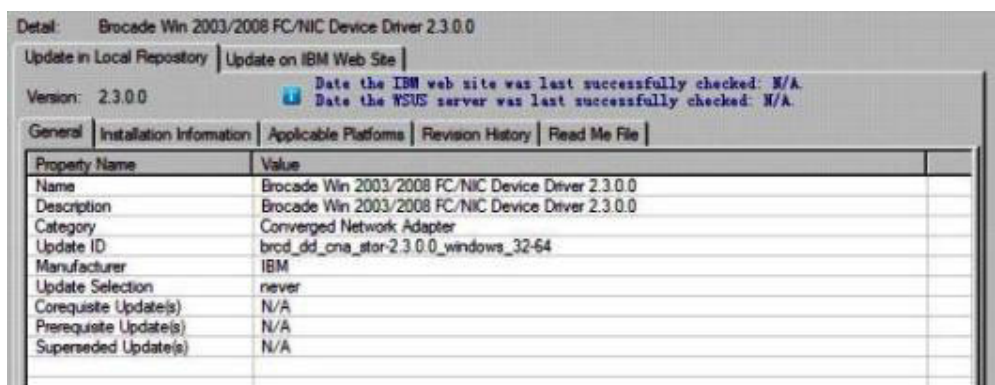 Detail: Brocade Win 2003/2008 FC/NIC Device Driver 2.3.0.0
Update in Local Repository Update on IBM Web Site
Version: 2.3.0.0
Date the IBM web site was last successfully checked: N/A.
Date the WSUS server was last successfully checked: N/A.
General Installation Information Applicable Platforms Revision History Read Me File
Property Name Value
Name Brocade Win 2003/2008 FC/NIC Device Driver 2.3.0.0
Description Brocade Win 2003/2008 FC/NIC Device Driver 2.3.0.0
Category Converged Network Adapter
Update ID brcd_dd_cna_stor-2.3.0.0_windows_32-64
Manufacturer IBM
Update Selection never
Corequisite Update(s) N/A
Prerequisite Update(s) N/A
Superseded Update(s) N/A